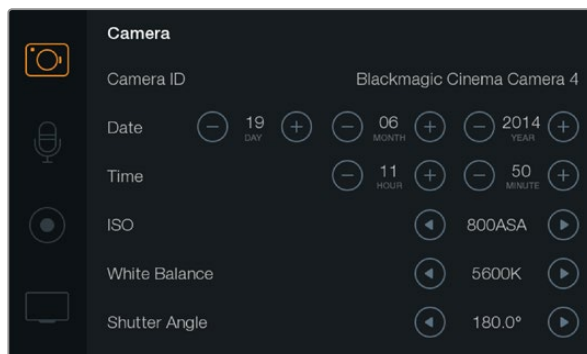 Camera
Camera ID Blackmagic Cinema Camera 4
Date 19 DAY 06 MONTH 2014 YEAR
Time 11 HOUR 50 MINUTE
ISO 800ASA
White Balance 5600K
Shutter Angle 180.0°